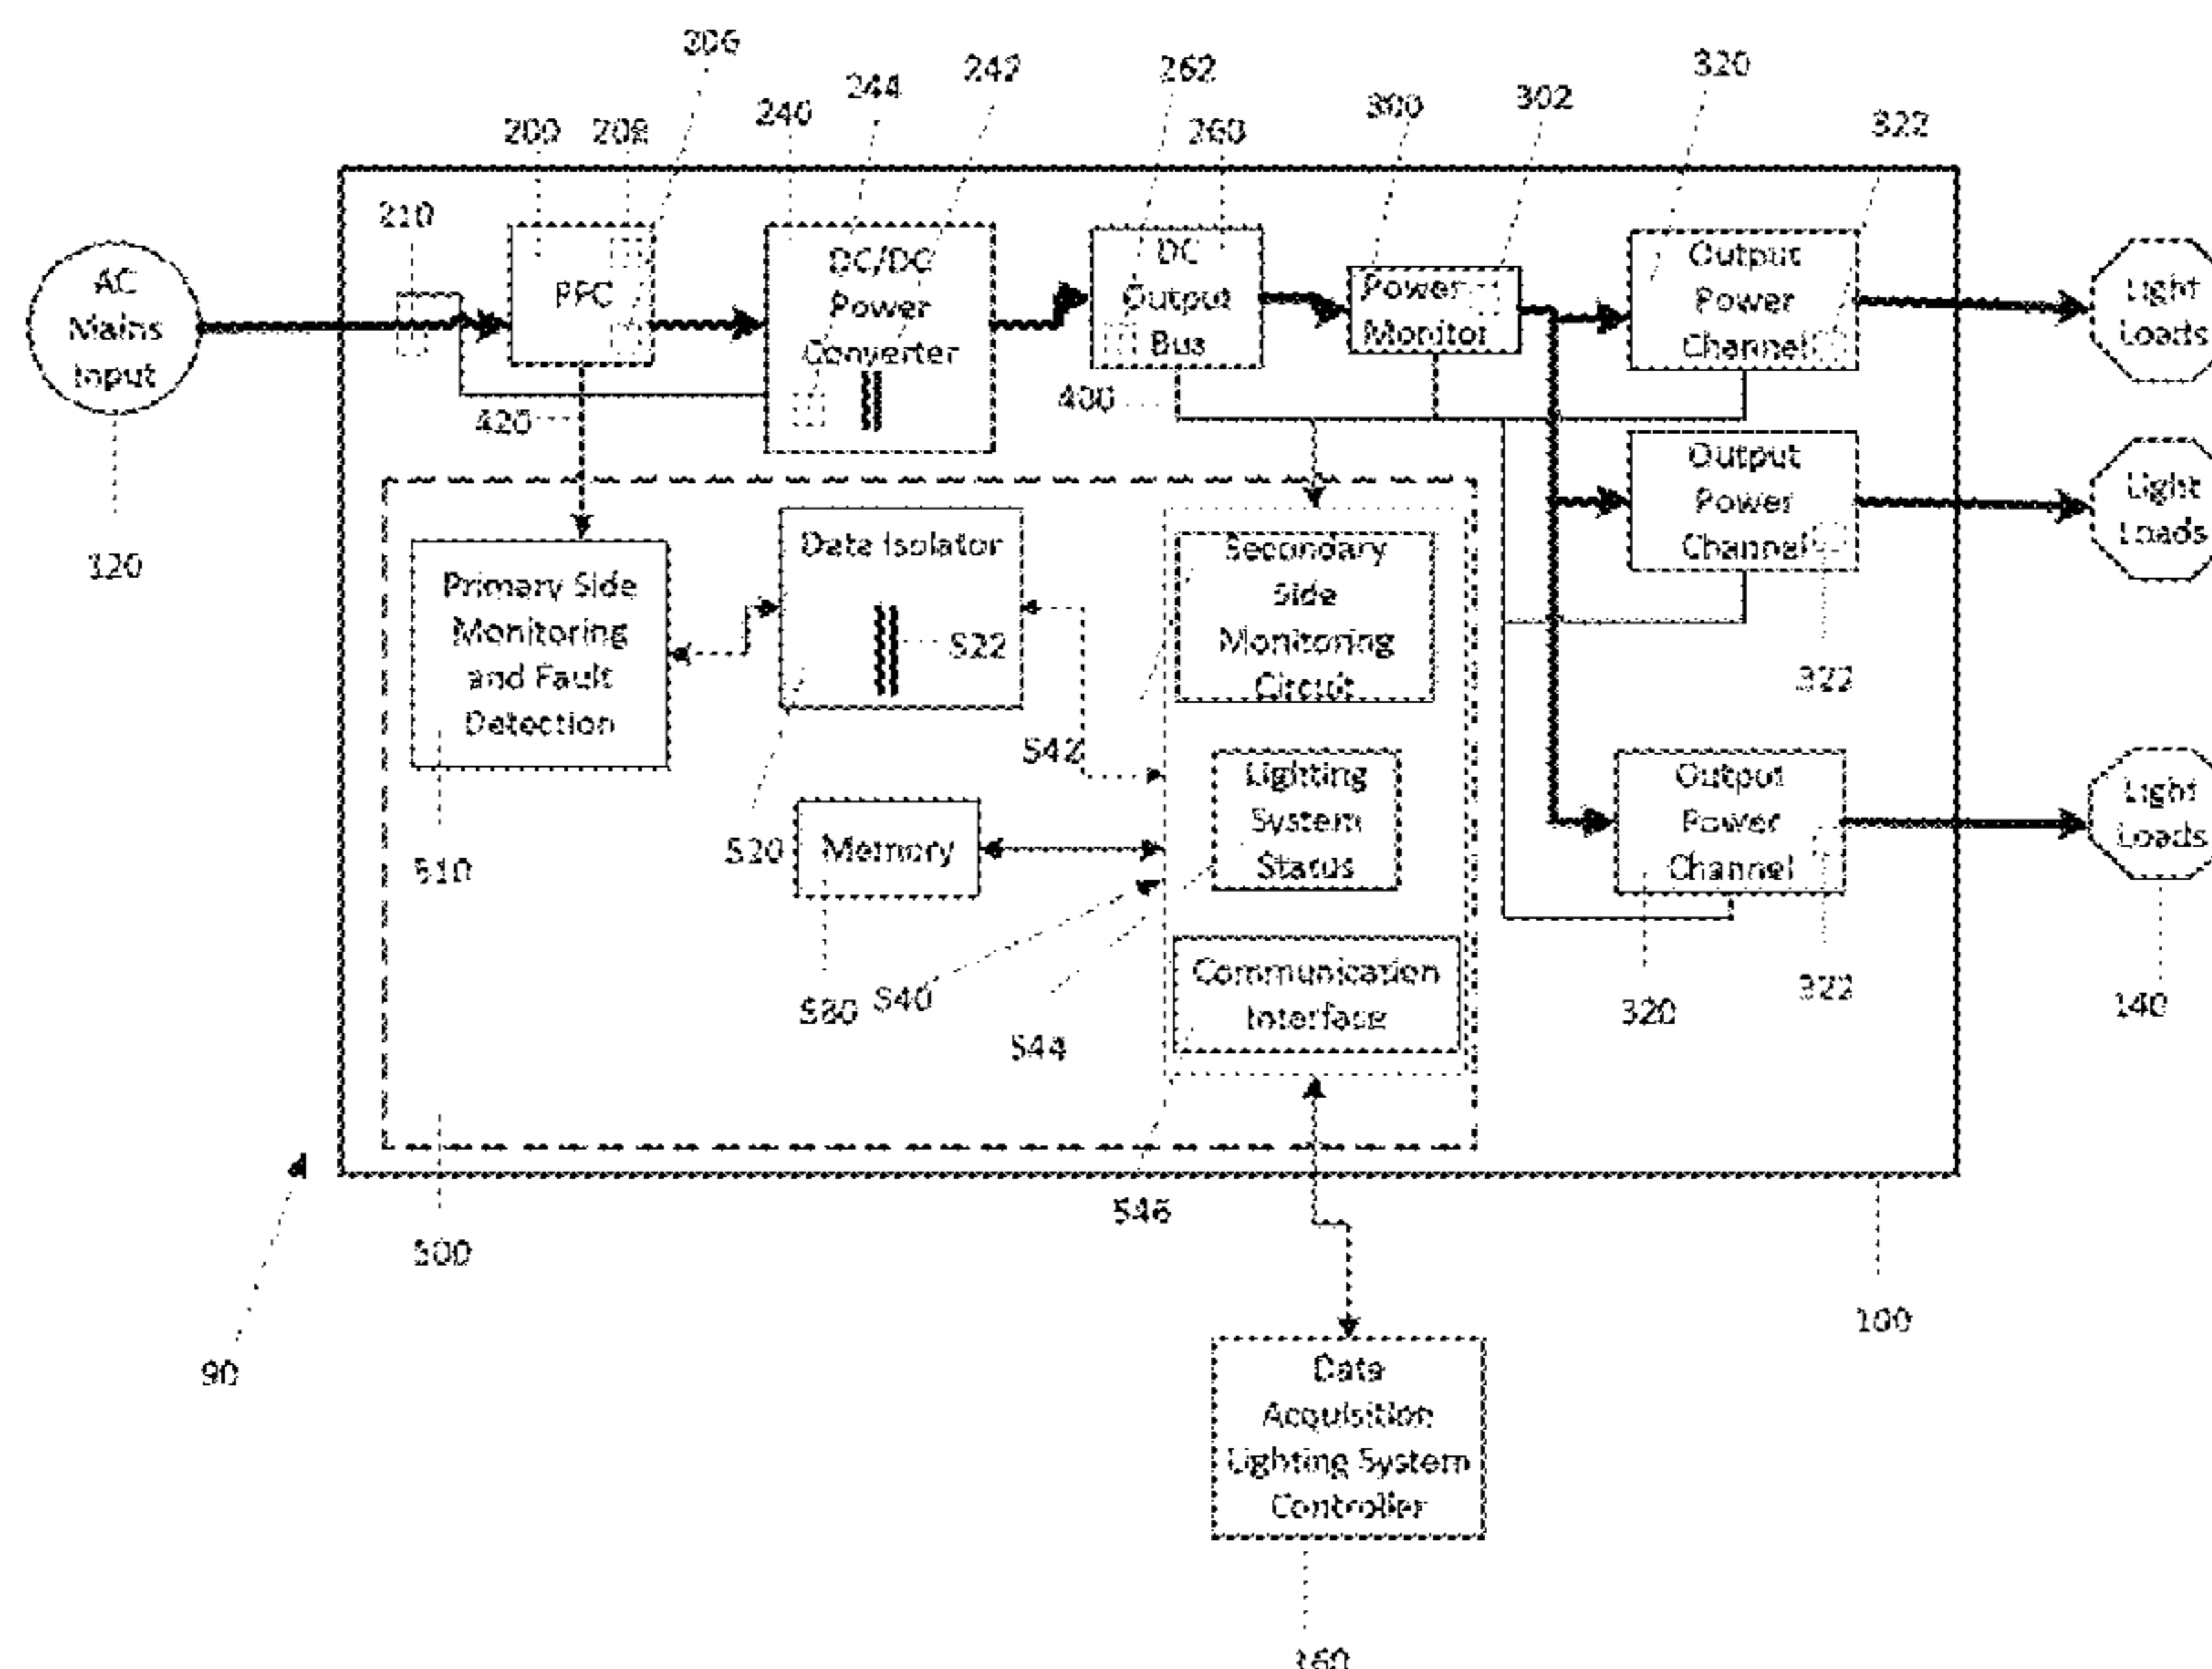 206
244
242
262
320
200
208
240
260
300
302
322
210
AC
Mains
Input
DC/DC
Power
Converter
DC
Output
Bus
Power
Monitor
Output
Power
Channel
Light
Loads
420
400
120
Output
Power
Channel
Light
Loads
Primary Side
Monitoring
and Fault
Detection
Data Isolator
522
Secondary
Side
Monitoring
Circuit
322
542
Lighting
System
Status
Output
Power
Channel
Light
Loads
510
520
Memory
580
540
544
Communication
Interface
320
322
140
500
546
100
90
Data
Acquisition
Lighting System
Controller
160